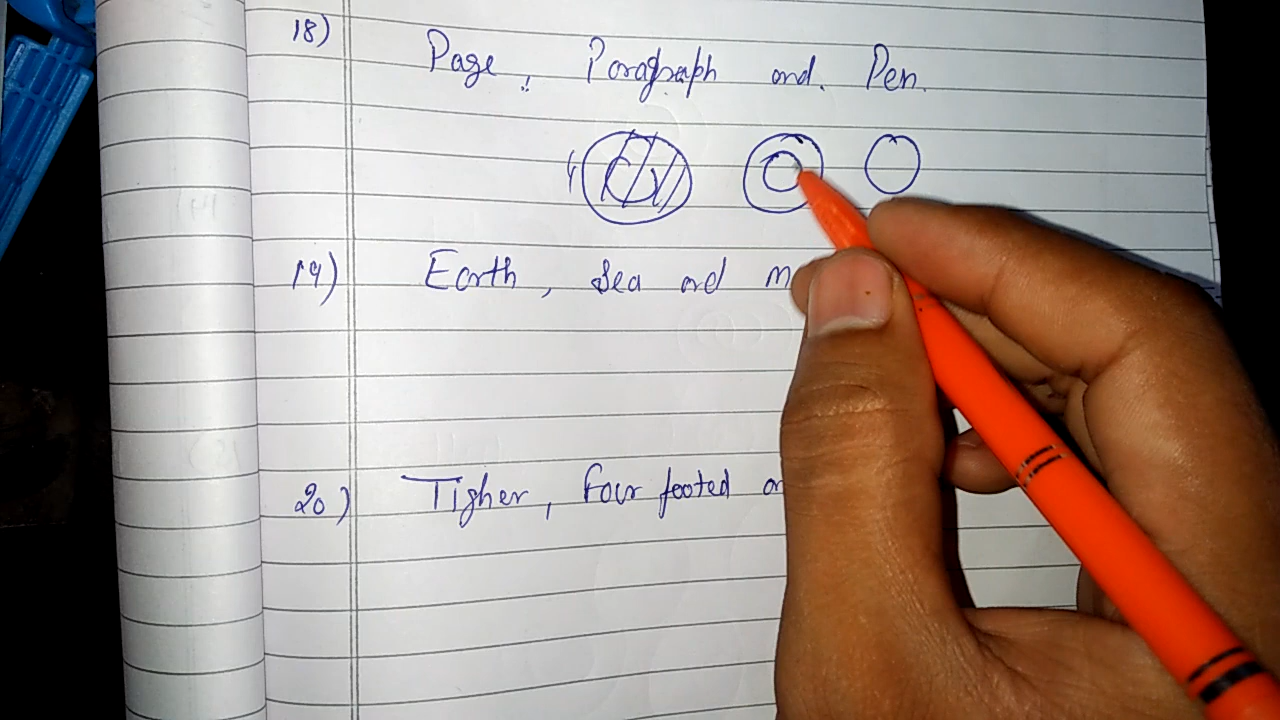 18) Page, Paragraph and. Pen.
19) Earth, Sea and m
20) Tigher, Four footed